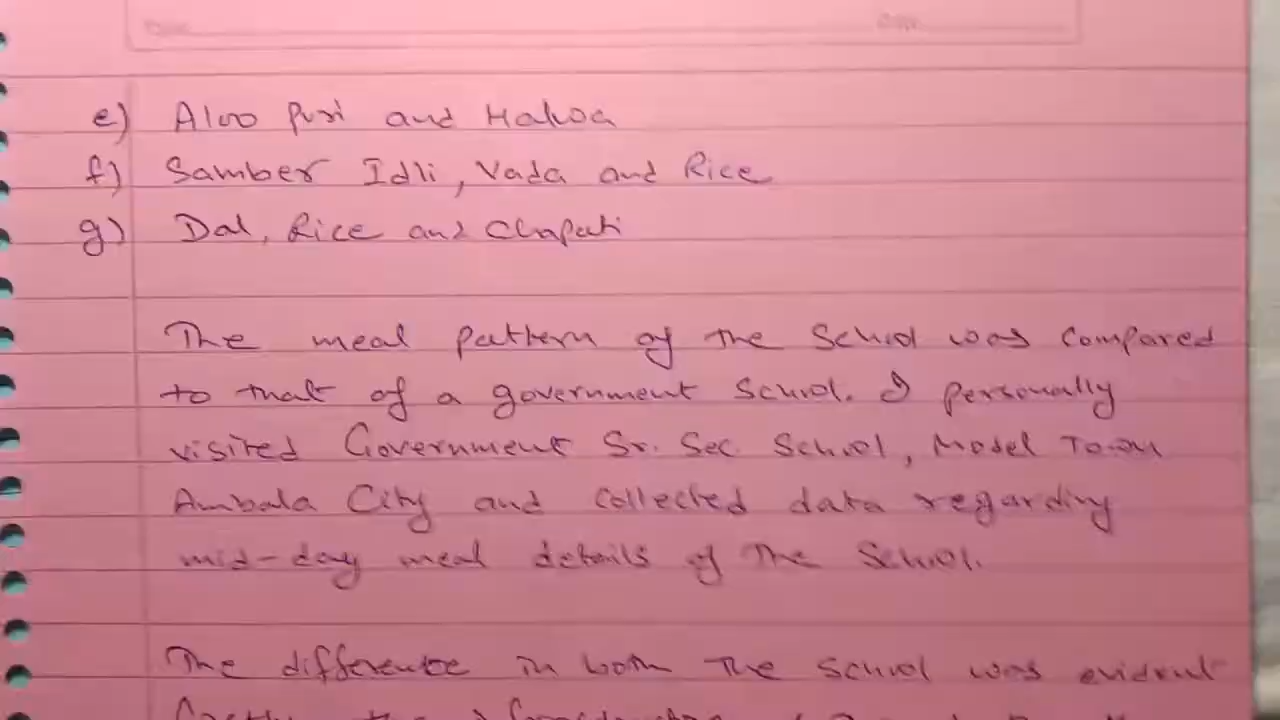 e) Aloo puri and Halwa
f) Samber Idli, Vada and Rice
g) Dal, Rice and Chapati
The meal pattern of the School was compared
to that of a government School. I personally
visited Government Sr. Sec. School, Model Town
Ambala City and collected data regarding
mid-day meal details of The School.
The difference in both The School was evident